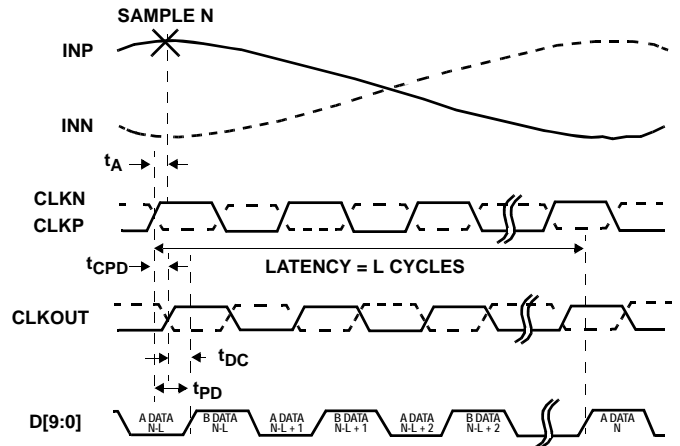 SAMPLE N
INP
INN
tA
CLKN
CLKP
tCPD
LATENCY = L CYCLES
CLKOUT
tDC
tPD
D[9:0]
A DATA
N-L
B DATA
N-L
A DATA
N-L + 1
B DATA
N-L + 1
A DATA
N-L + 2
B DATA
N-L + 2
A DATA
N